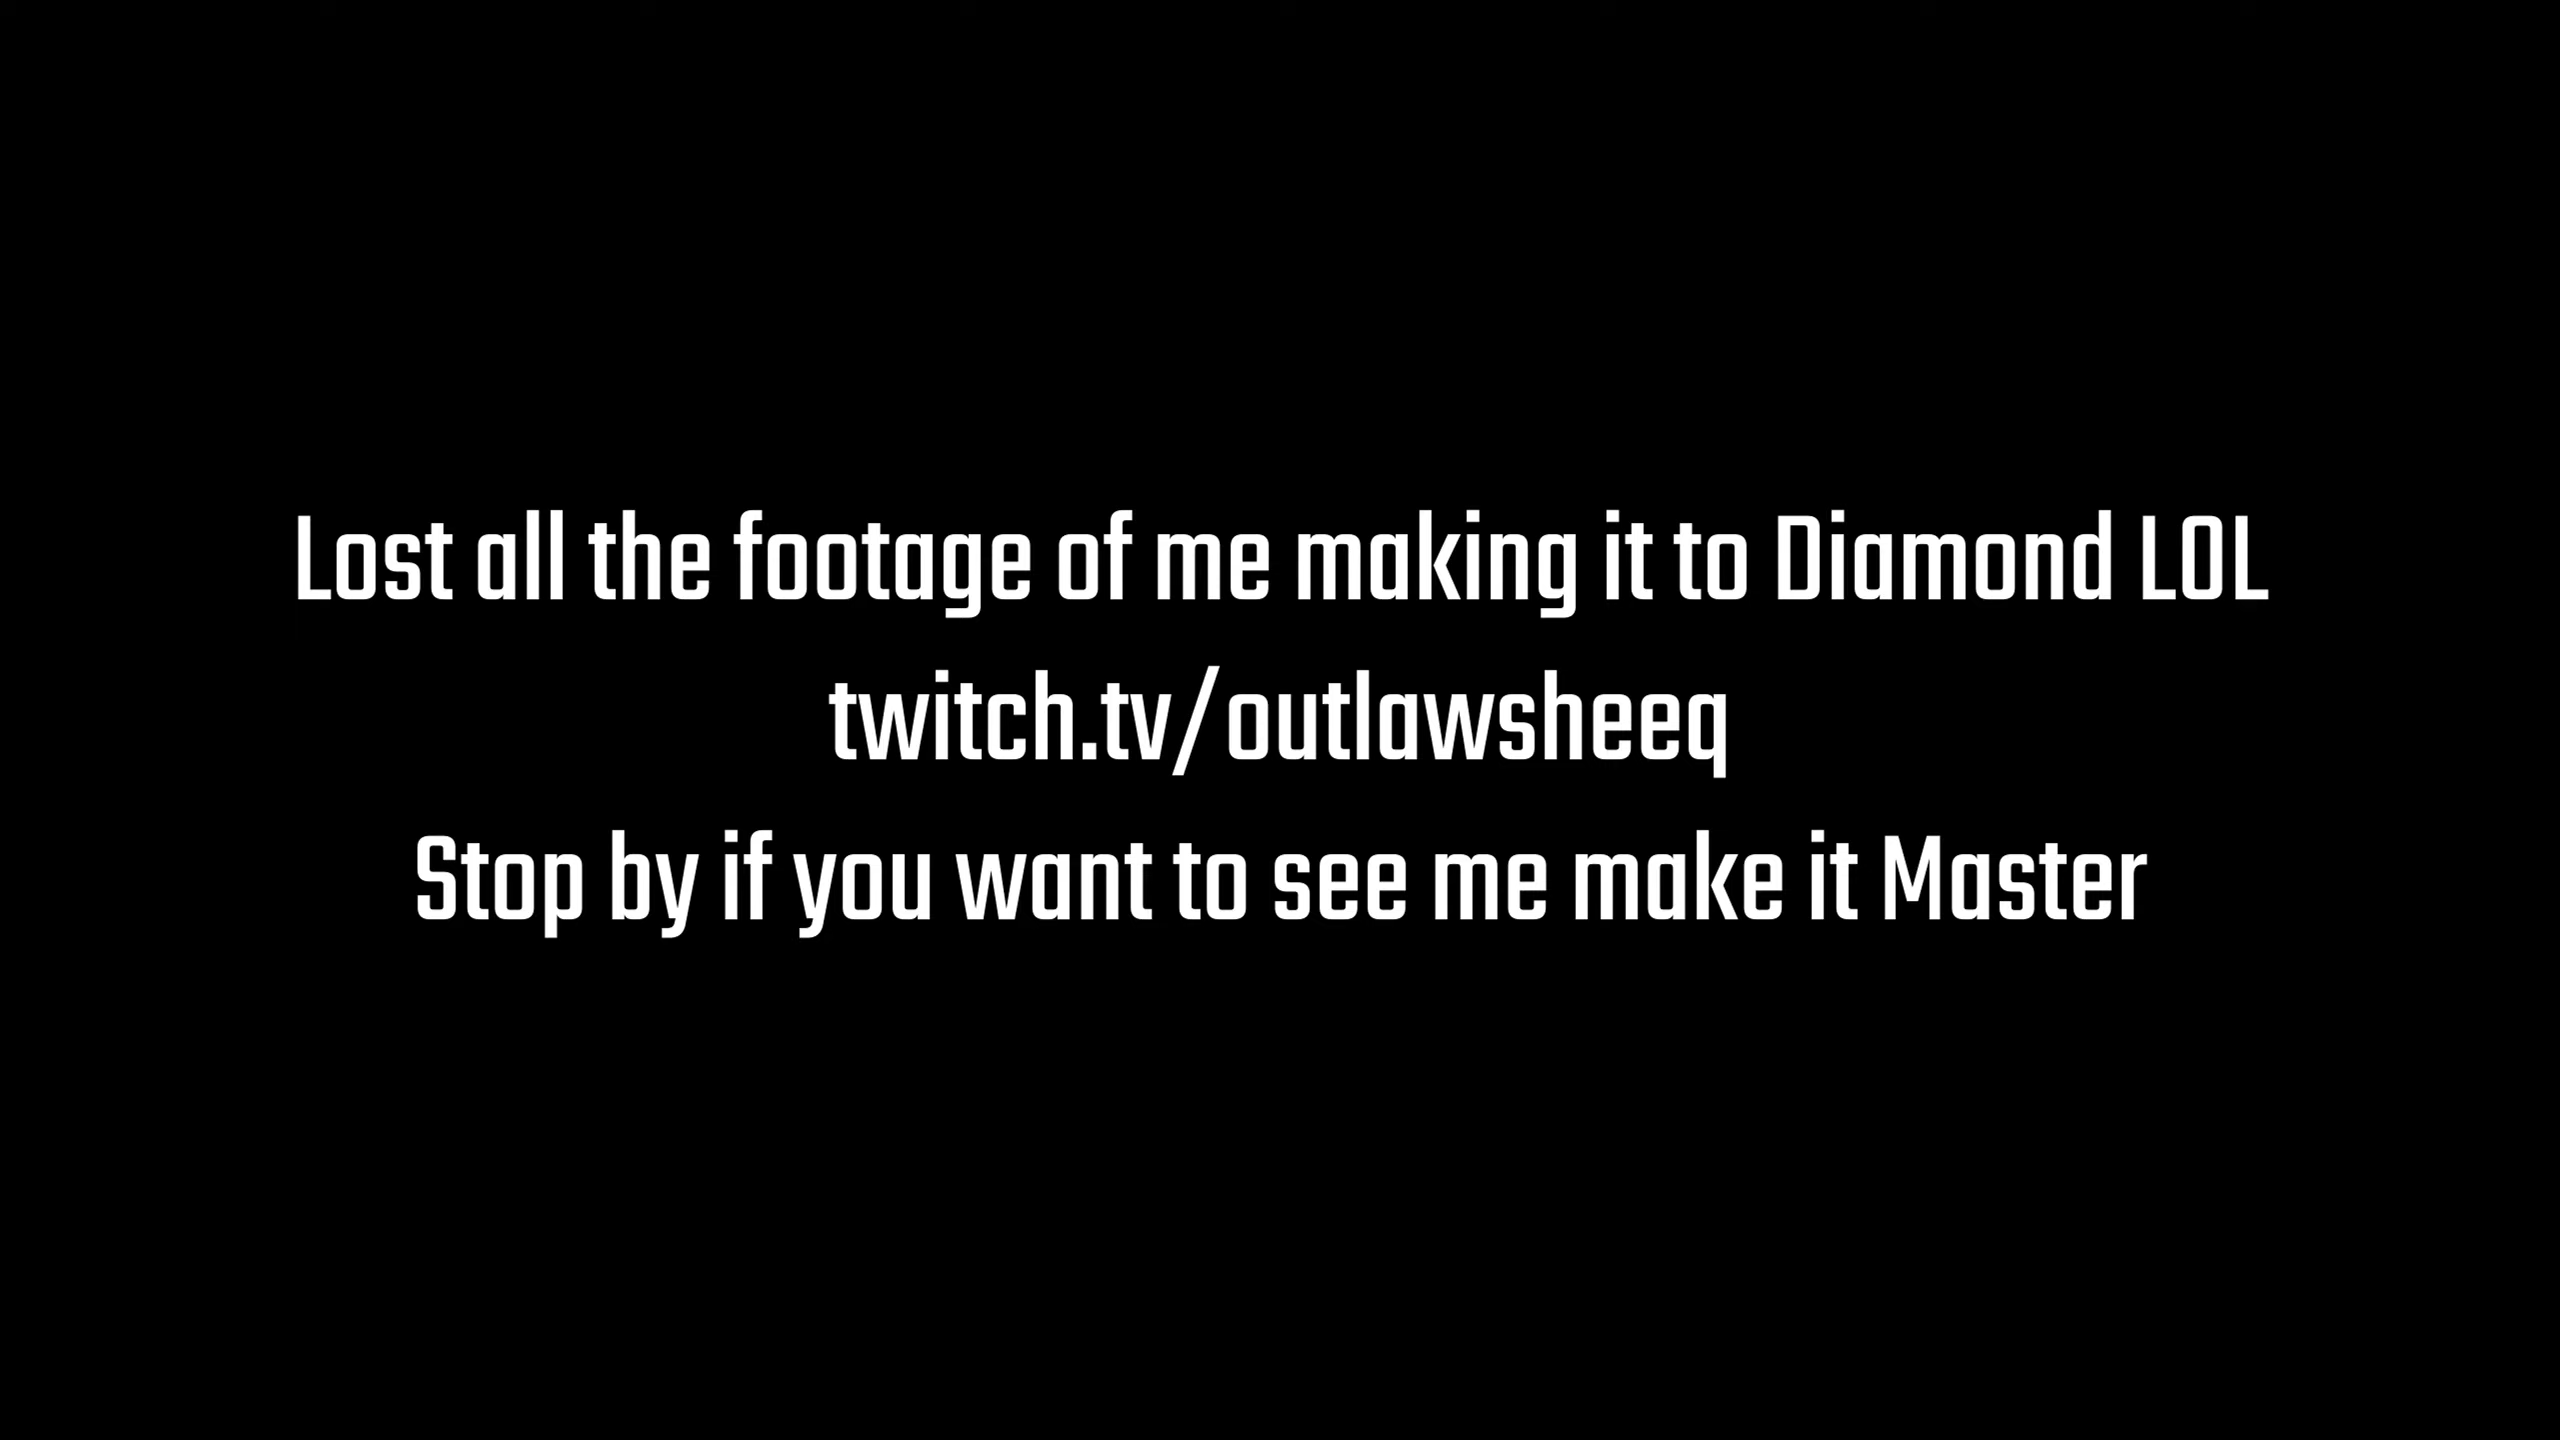 Lost all the footage of me making it to Diamond LOL
twitch.tv/outlawsheeq
Stop by if you want to see me make it Master